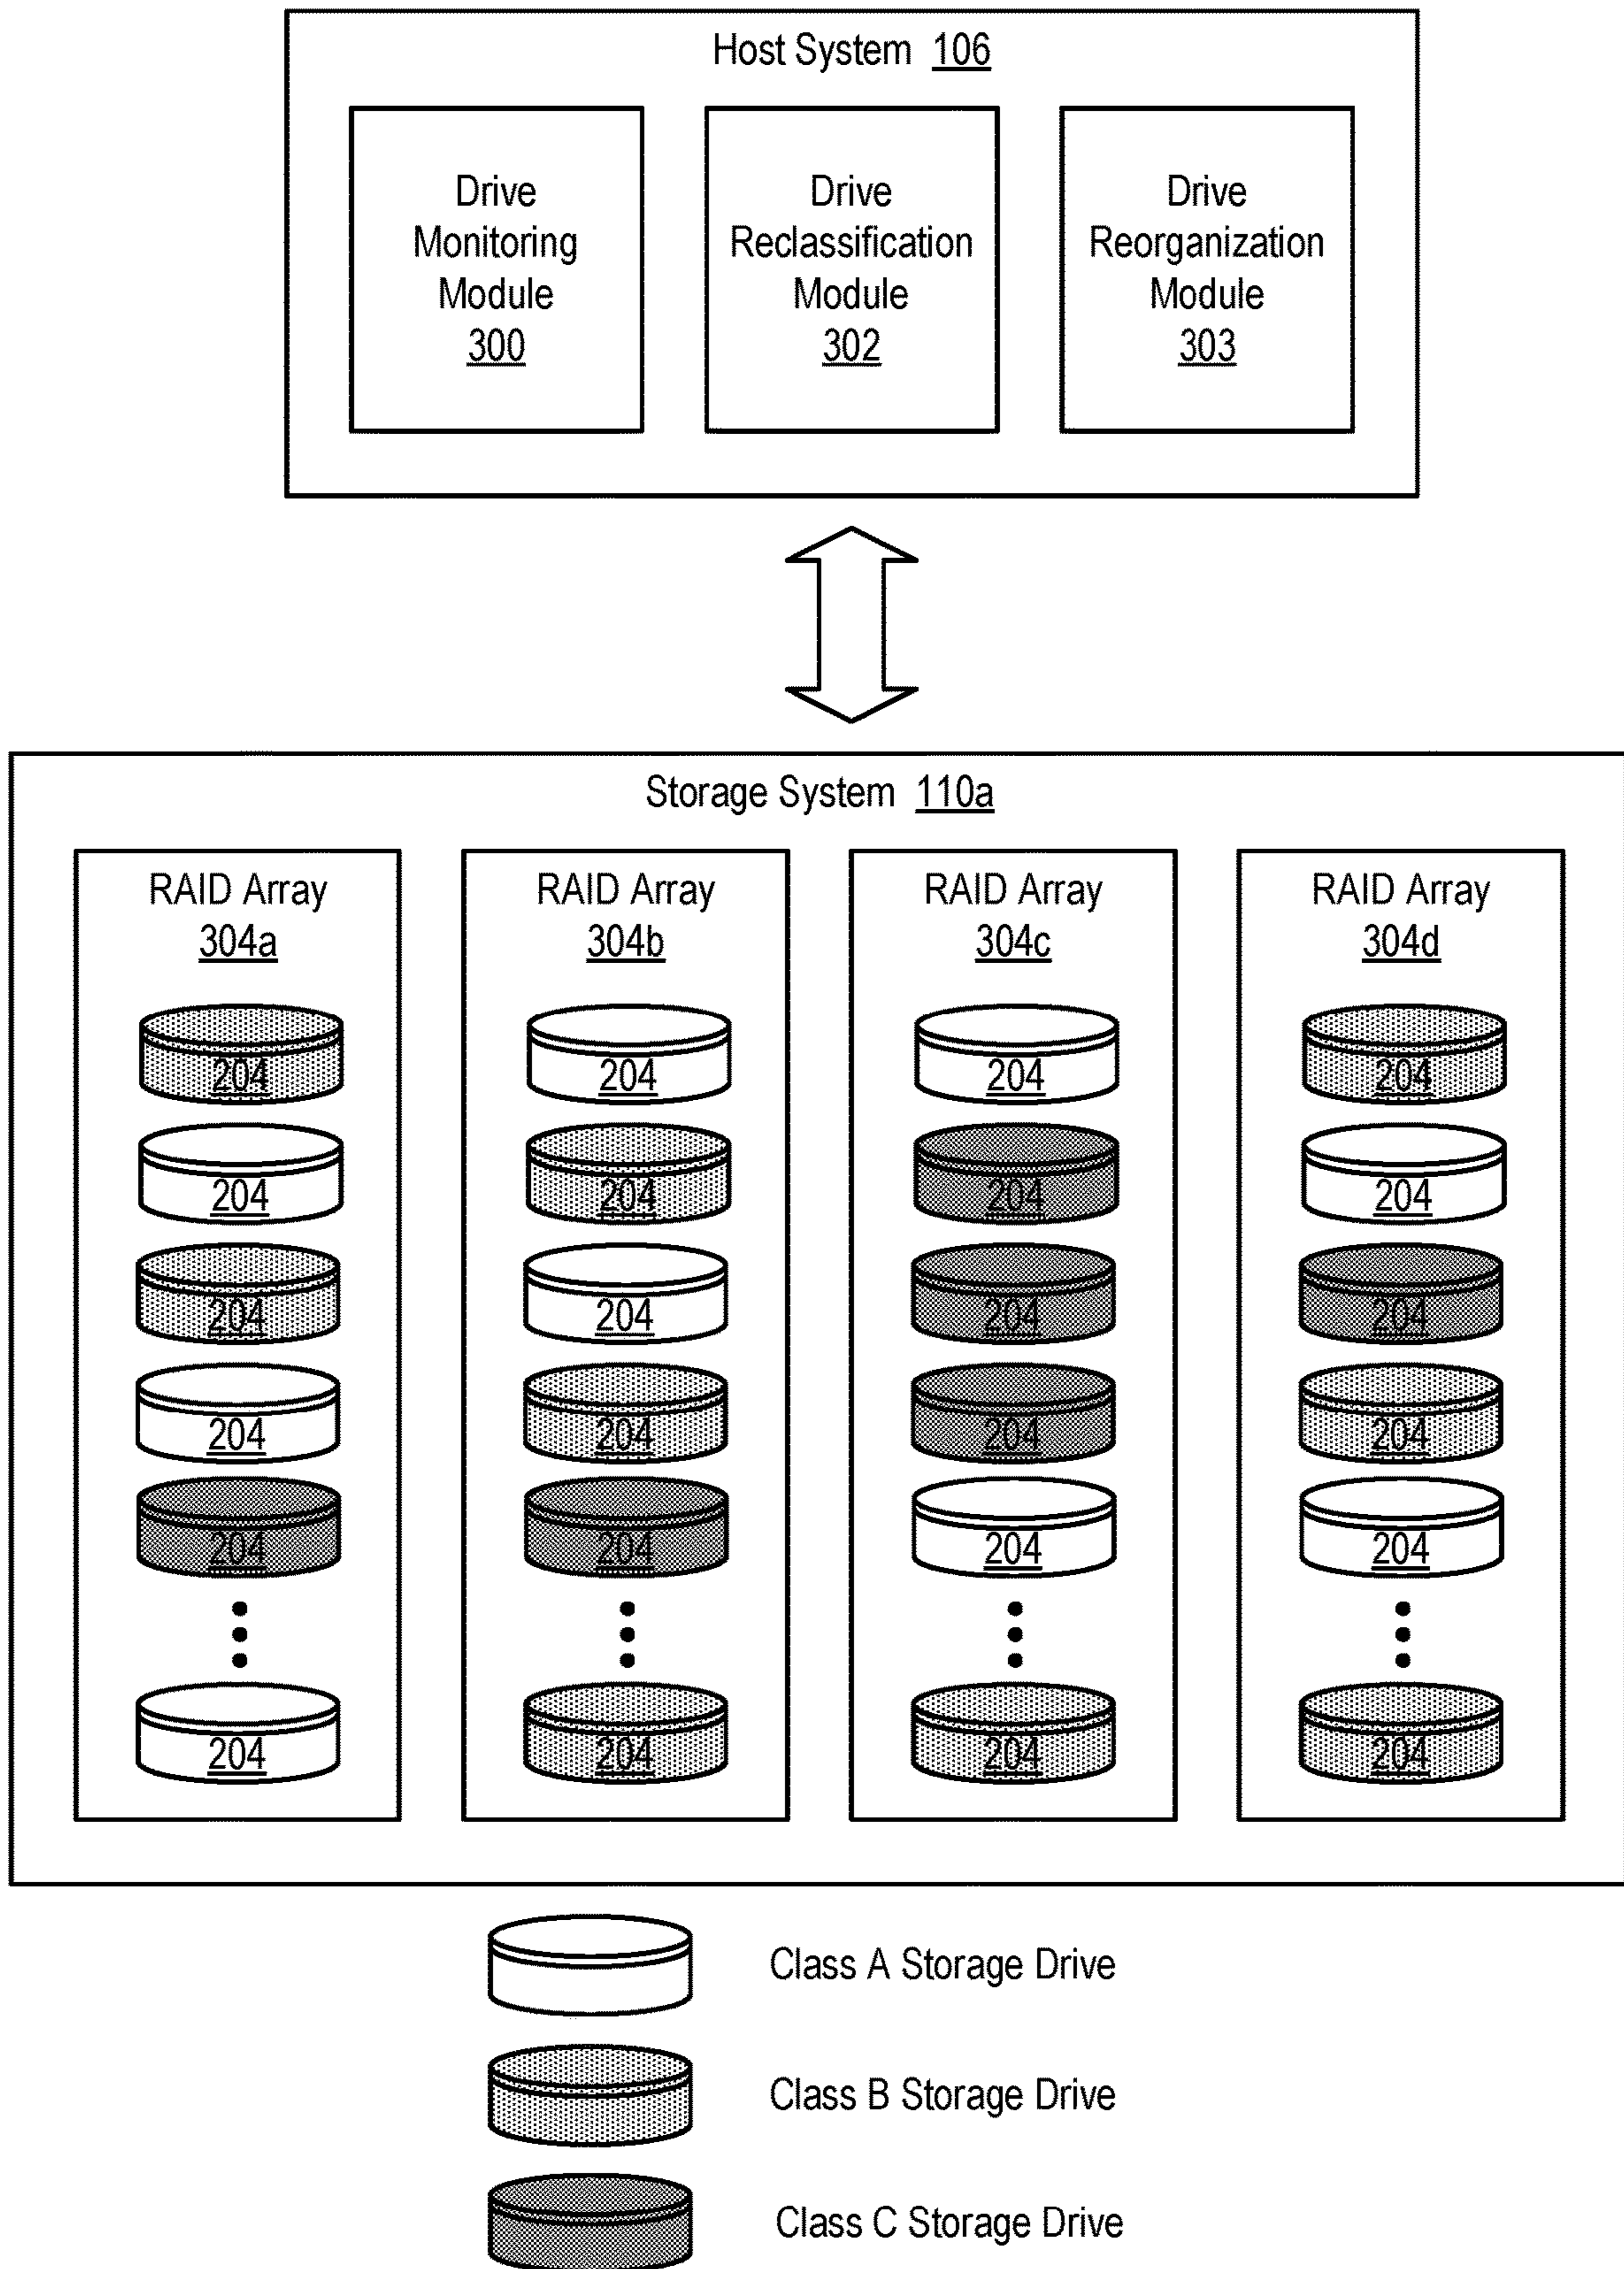 Host System 106
Drive
Monitoring
Module
300
Drive
Reclassification
Module
302
Drive
Reorganization
Module
303
Storage System 110a
RAID Array
304a
204
204
204
204
204
204
RAID Array
304b
204
204
204
204
204
204
RAID Array
304c
204
204
204
204
204
204
RAID Array
304d
204
204
204
204
204
204
Class A Storage Drive
Class B Storage Drive
Class C Storage Drive